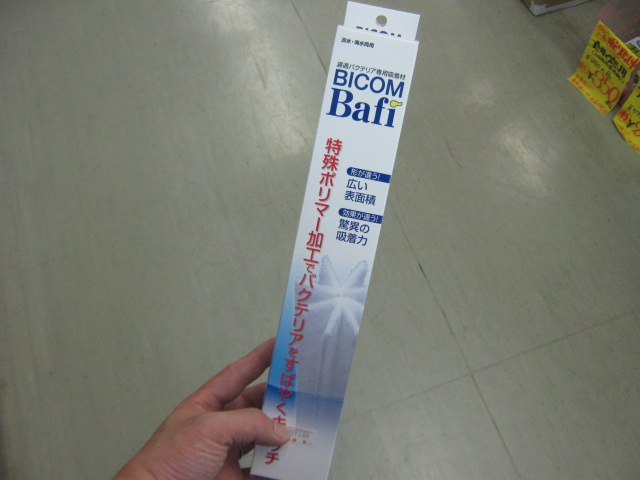 BICOM
淡水・海水両用
濾過バクテリア専用吸着材
BICOM
Bafi
形が違う!
広い
表面積
効果が違う!
驚異の
吸着力
特殊ポリマー加工でバクテリアをすばやくキ
ッチ